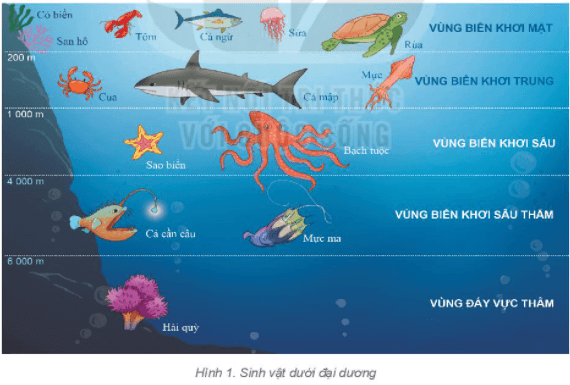 Cỏ biển
San hô
Tôm
Cá ngừ
Sứa
Rùa
VÙNG BIỂN KHƠI MẶT
200 m
Cua
Cá mập
Mực
VÙNG BIỂN KHƠI TRUNG
1 000 m
Sao biển
Bạch tuộc
VÙNG BIỂN KHƠI SÂU
4 000 m
Cá cần câu
Mực ma
VÙNG BIỂN KHƠI SÂU THẲM
6 000 m
Hải quỳ
VÙNG ĐÁY VỰC THẲM
Hình 1. Sinh vật dưới đại dương